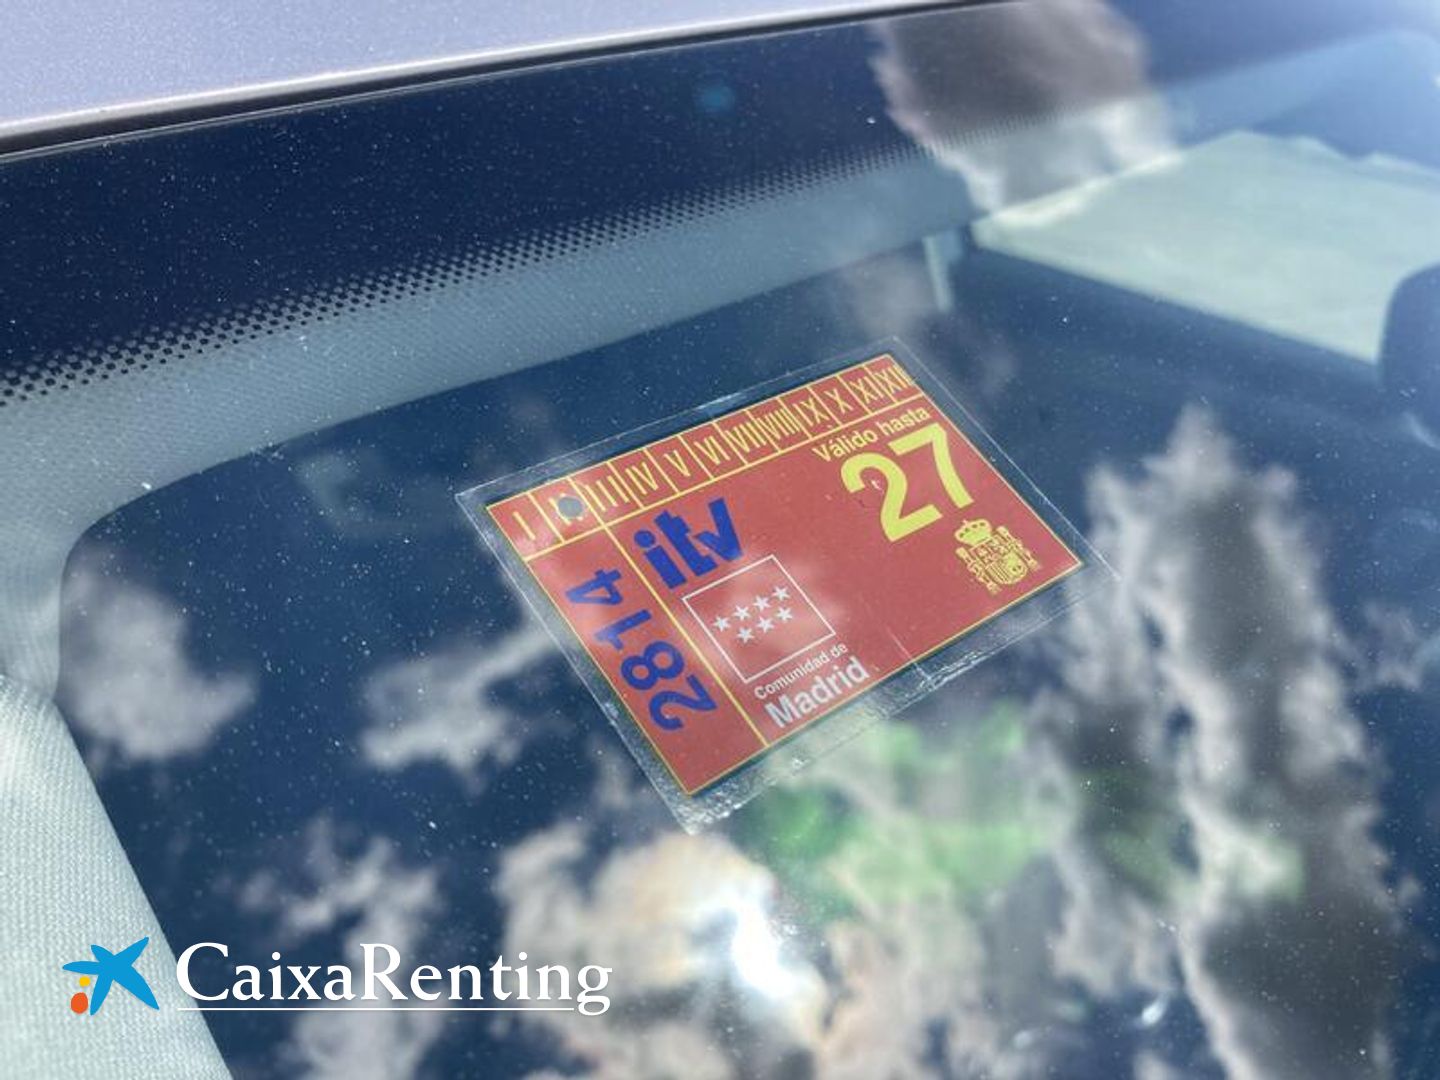 I II III IV V VI VII VIII IX X XI XII
Válido hasta
27
itv
2814
Comunidad de
Madrid
CaixaRenting